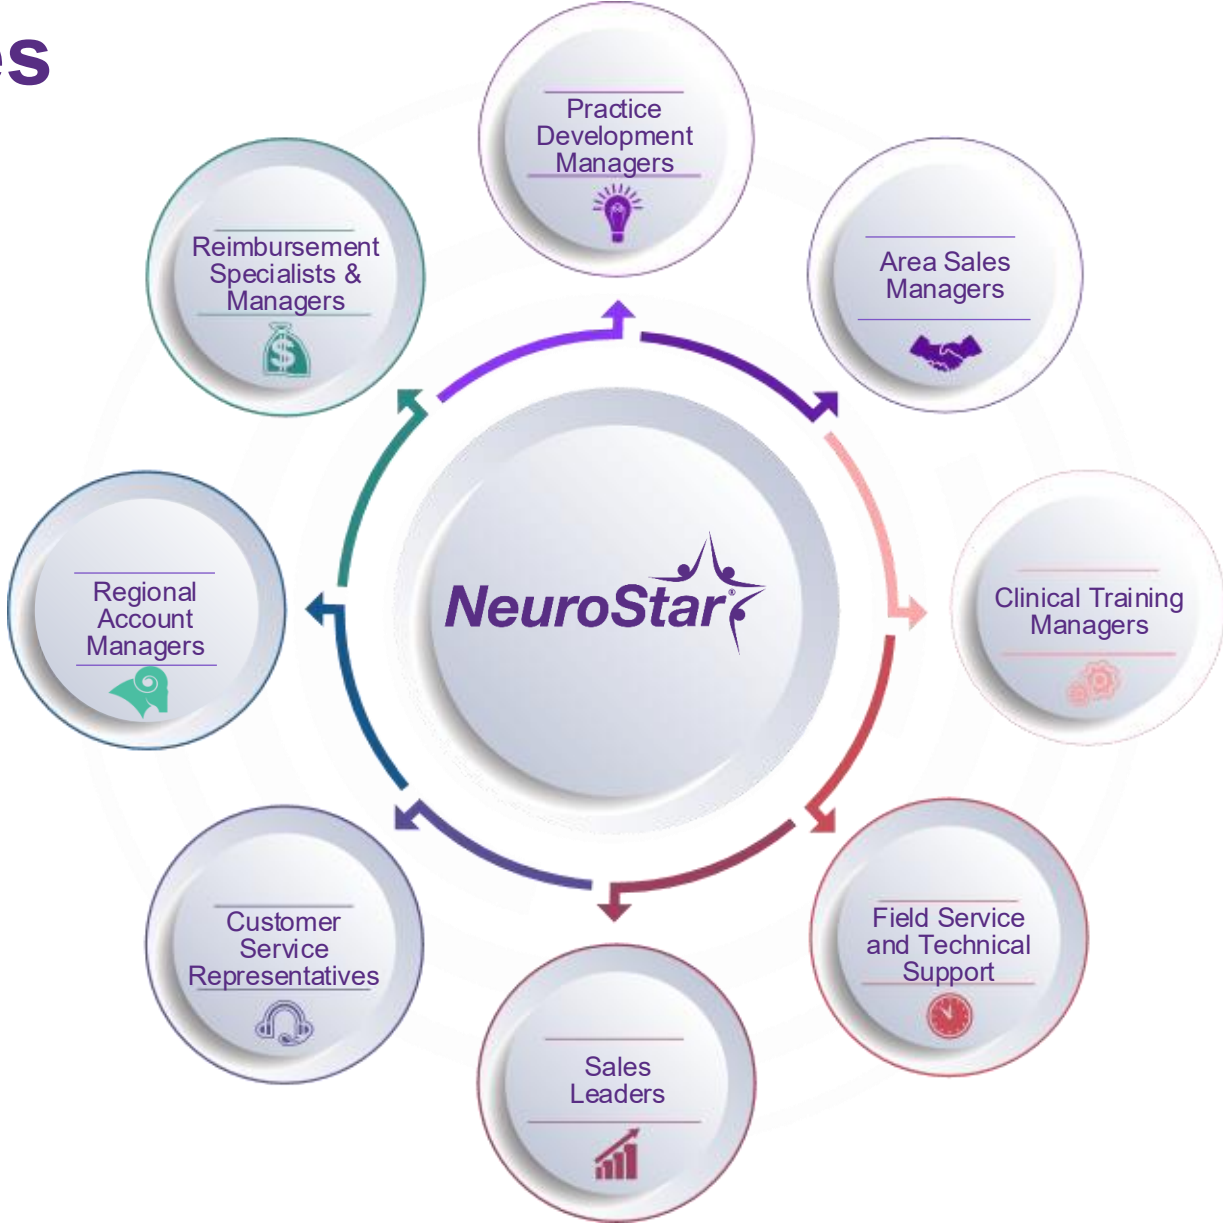 es
Practice
Development
Managers
Reimbursement
Specialists &
Managers
Area Sales
Managers
Regional
Account
Managers
NeuroStar®
Clinical Training
Managers
Customer
Service
Representatives
Field Service
and Technical
Support
Sales
Leaders